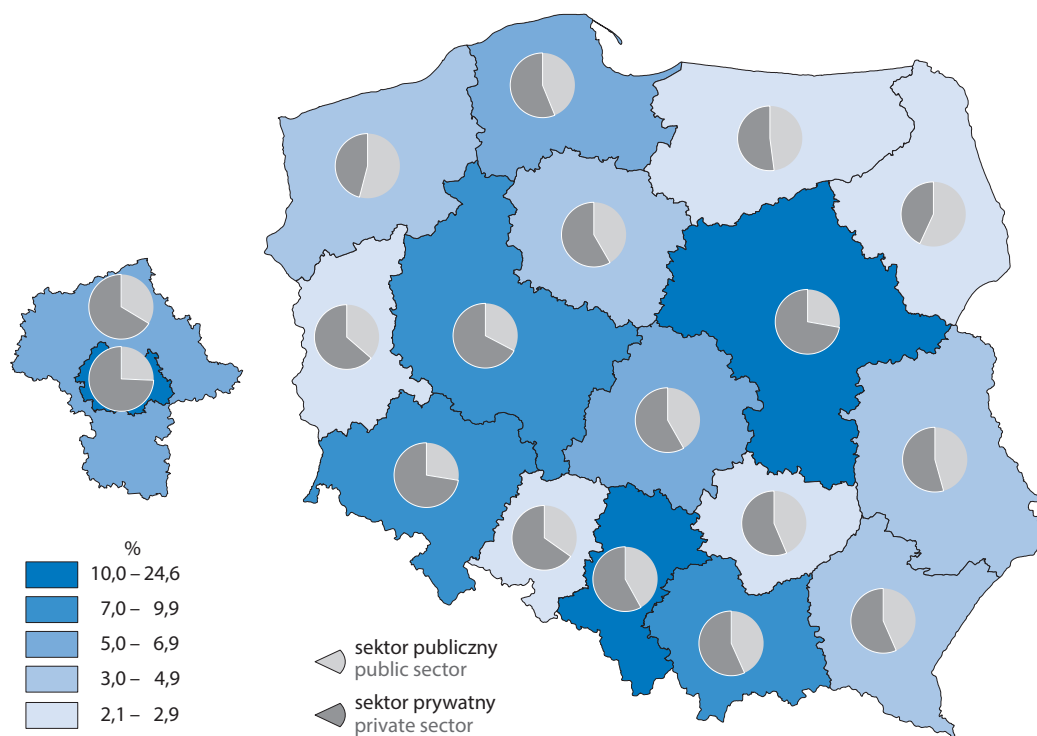 %
10,0 – 24,6
7,0 – 9,9
5,0 – 6,9
3,0 – 4,9
2,1 – 2,9
sektor publiczny
public sector
sektor prywatny
private sector